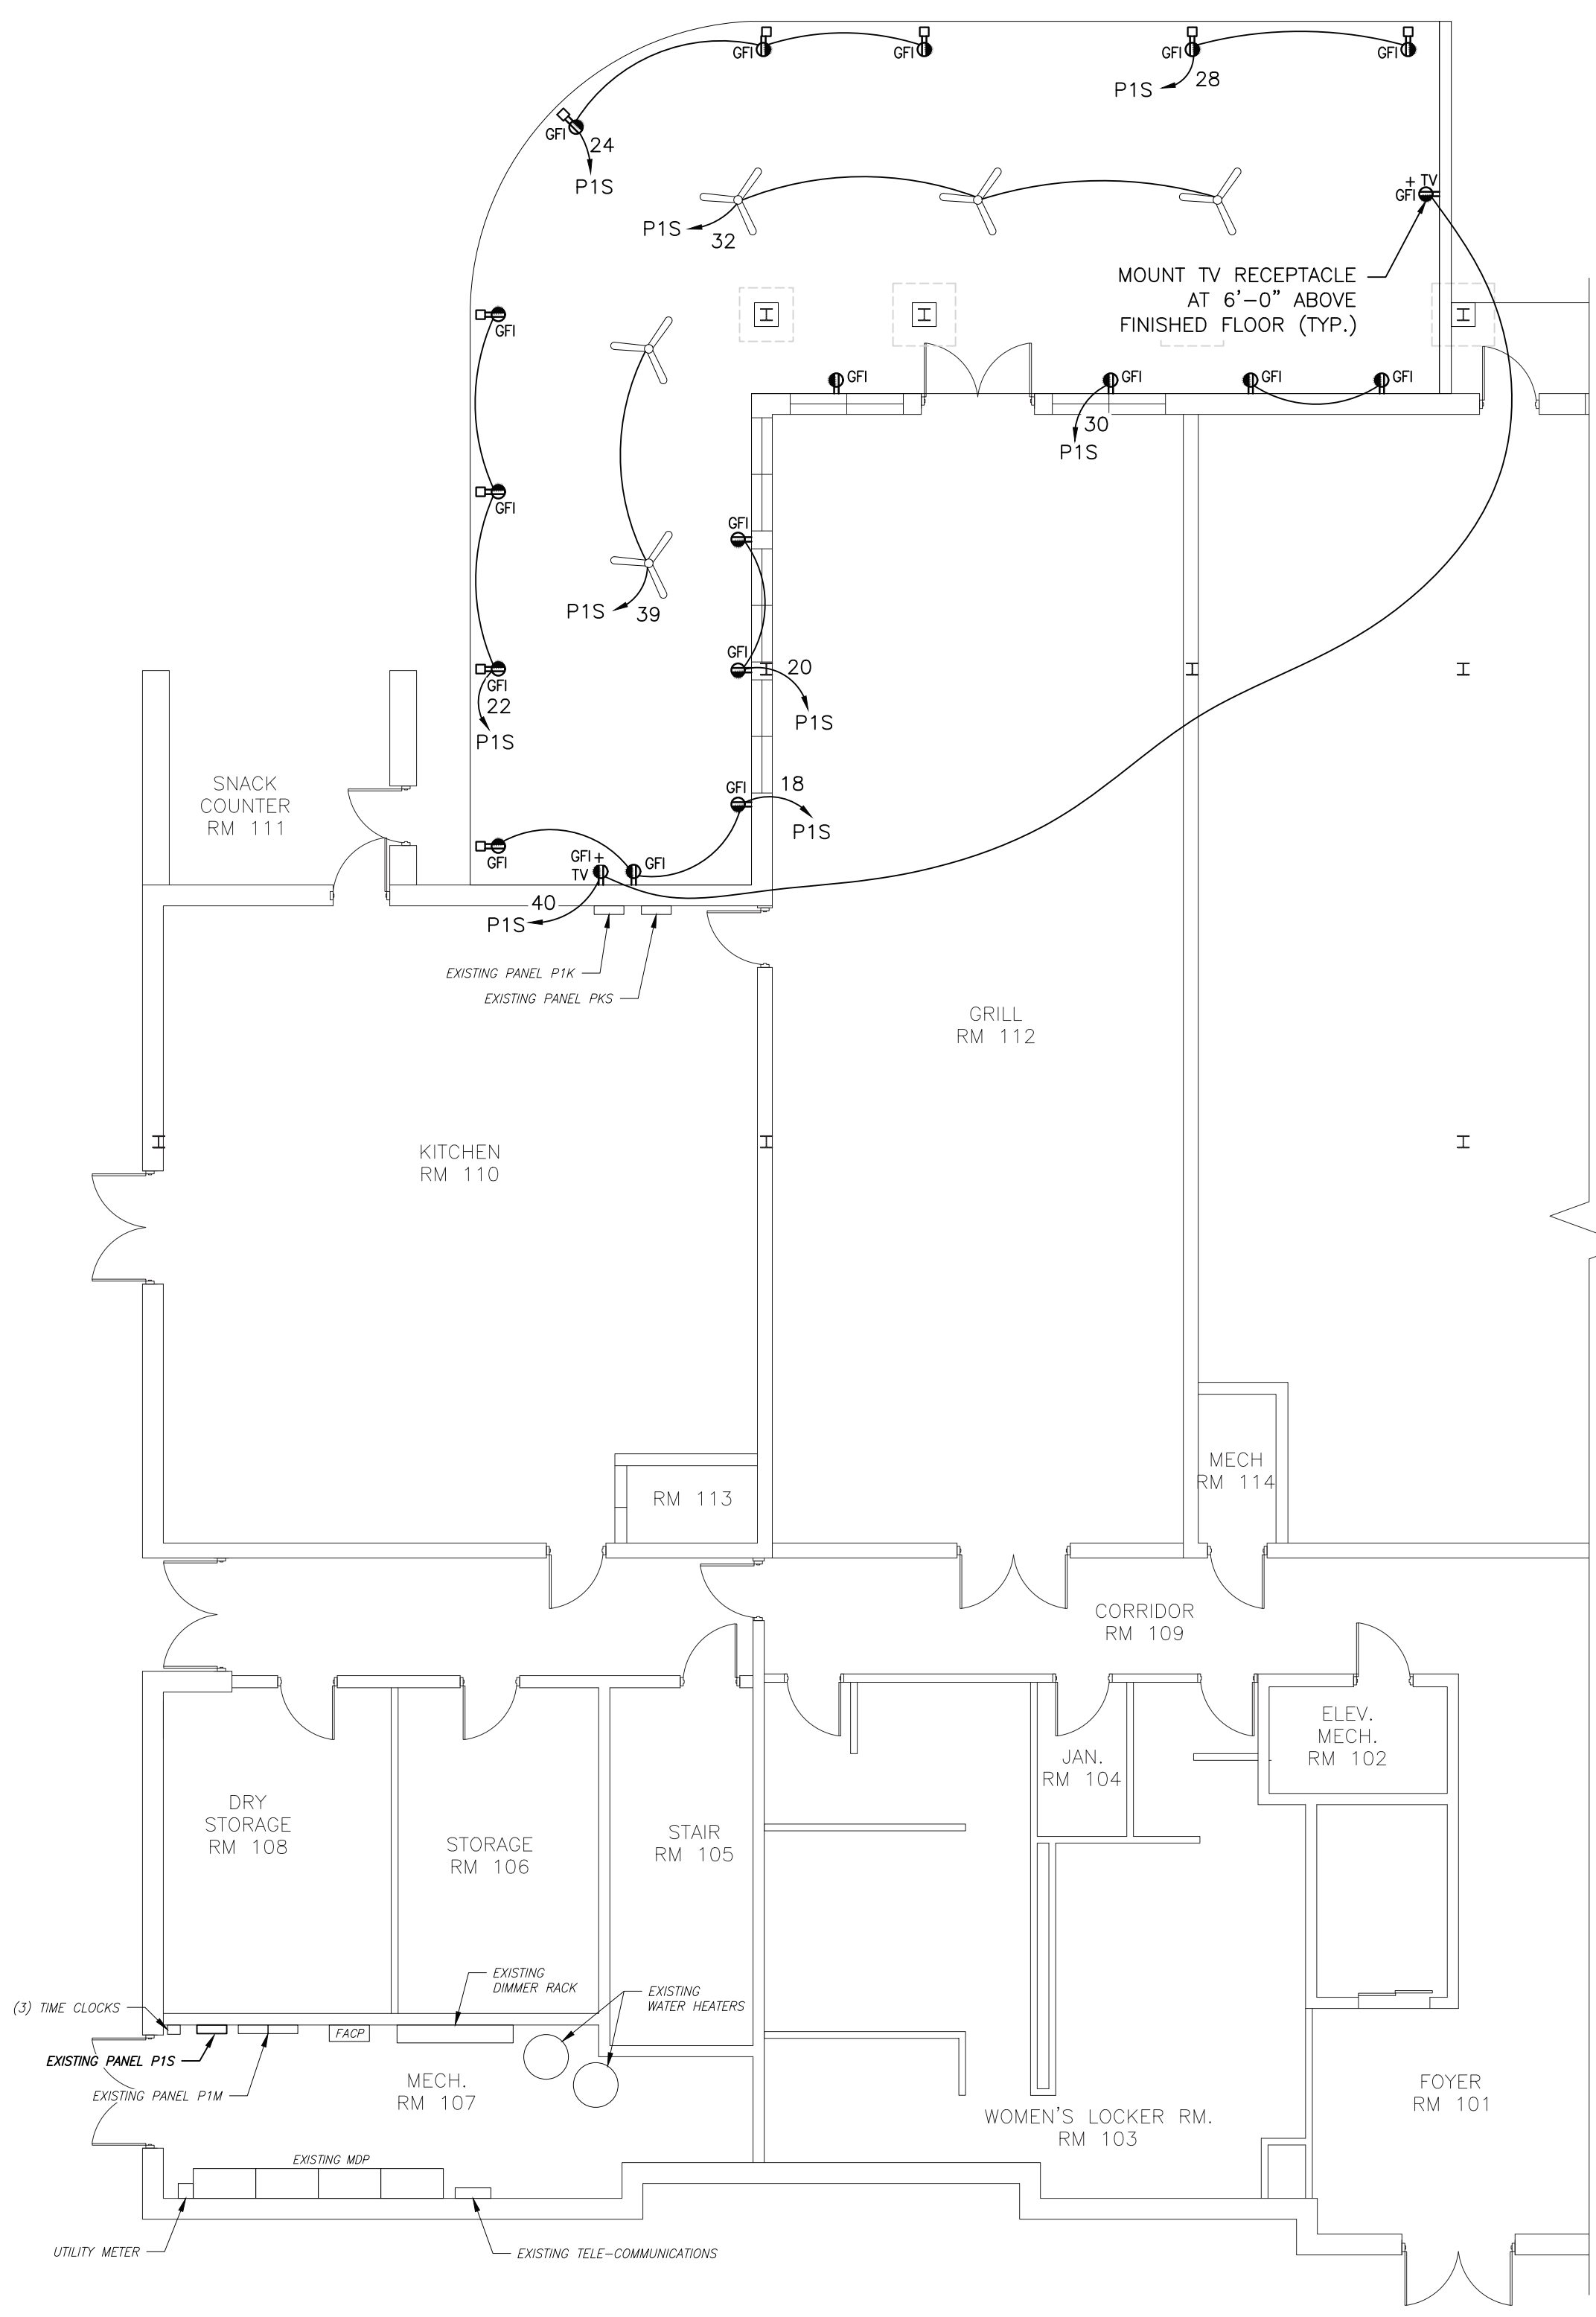 GFI
GFI
GFI
GFI
28
P1S
GFI
24
P1S
+ TV
GFI
P1S
32
MOUNT TV RECEPTACLE
AT 6'-0" ABOVE
FINISHED FLOOR (TYP.)
GFI
GFI
GFI
GFI
GFI
30
P1S
GFI
GFI
P1S
39
GFI
20
P1S
GFI
22
P1S
SNACK
COUNTER
RM 111
GFI
18
P1S
GFI
GFI +
TV
GFI
40
P1S
EXISTING PANEL P1K
EXISTING PANEL PKS
GRILL
RM 112
KITCHEN
RM 110
MECH
RM 114
RM 113
CORRIDOR
RM 109
ELEV.
MECH.
RM 102
JAN.
RM 104
DRY
STORAGE
RM 108
STORAGE
RM 106
STAIR
RM 105
EXISTING
DIMMER RACK
EXISTING
WATER HEATERS
(3) TIME CLOCKS
FACP
EXISTING PANEL P1S
EXISTING PANEL P1M
MECH.
RM 107
FOYER
RM 101
WOMEN'S LOCKER RM.
RM 103
EXISTING MDP
UTILITY METER
EXISTING TELE-COMMUNICATIONS